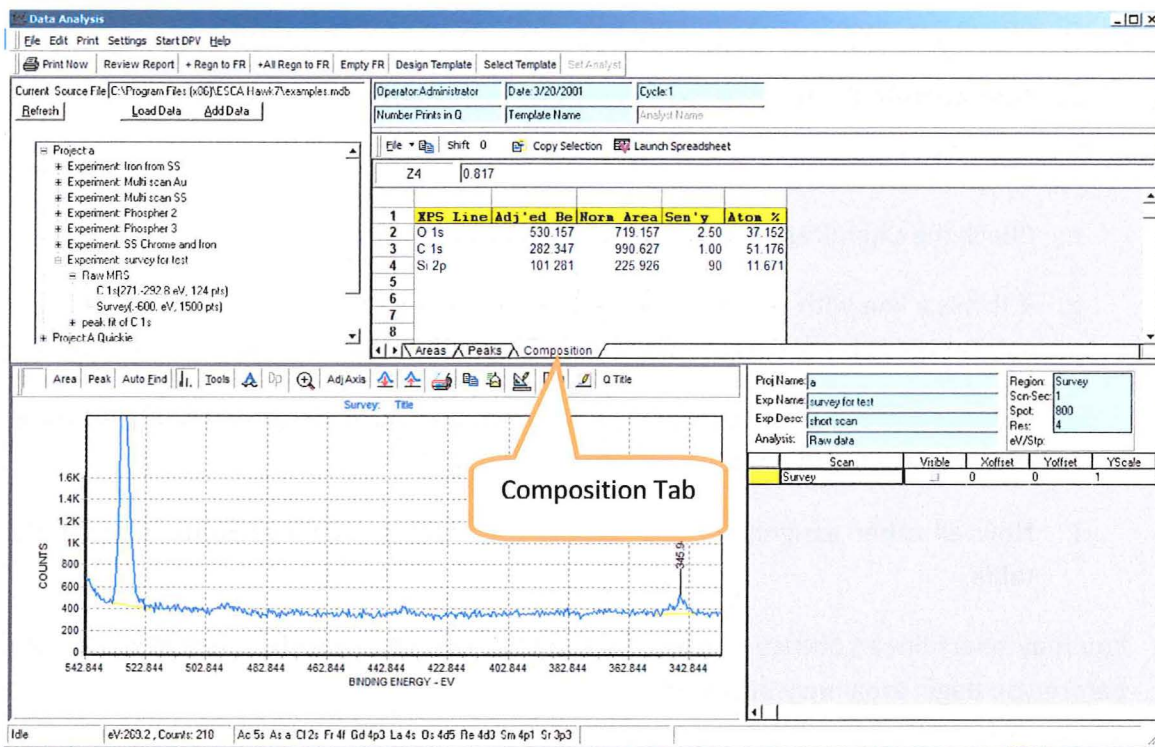 Data Analysis
File Edit Print Settings Start DPV Help
Print Now Review Report + Regn to FR +All Regn to FR Empty FR Design Template Select Template Set Analyst
Current Source File C:\Program Files (x86)\ESCA Hawk7\examples.mdb
Refresh Load Data Add Data
Project a
Experiment: Iron from SS
Experiment: Multi scan Au
Experiment: Multi scan SS
Experiment: Phospher 2
Experiment: Phospher 3
Experiment: SS Chrome and Iron
Experiment: survey for test
Raw MRS
C 1s(271.-292.8 eV, 124 pts)
Survey(.-600. eV, 1500 pts)
peak fit of C 1s
Project:A Quickie
Operator:Administrator Date:3/20/2001 Cycle:1
Number Prints in Q Template Name Analyst Name
File Shift 0 Copy Selection Launch Spreadsheet
Z4 0.817
1 XPS Line Adj'ed Be Norm Area Sen'y Atom %
2 O 1s 530.157 719.157 2.50 37.152
3 C 1s 282.347 990.627 1.00 51.176
4 Si 2p 101 281 225 926 90 11.671
5
6
7
8
Areas Peaks Composition
Area Peak Auto Find Tools Dp Adj Axis Q Title
Survey: Title
1.6K
1.4K
1.2K
1K
800
600
400
200
0
COUNTS
345.9
542.844 522.844 502.844 482.844 462.844 442.844 422.844 402.844 382.844 362.844 342.844
BINDING ENERGY - EV
Composition Tab
Proj Name: a
Exp Name: survey for test
Exp Desc: short scan
Analysis: Raw data
Region: Survey
Scn-Sec: 1
Spot: 800
Res: 4
eV/Stp:
Scan Visible Xoffset Yoffset YScale
Survey 0 0 1
Idle eV:269.2 , Counts: 210 Ac 5s As a Cl 2s Fr 4f Gd 4p3 La 4s Os 4d5 Re 4d3 Sm 4p1 Sr 3p3